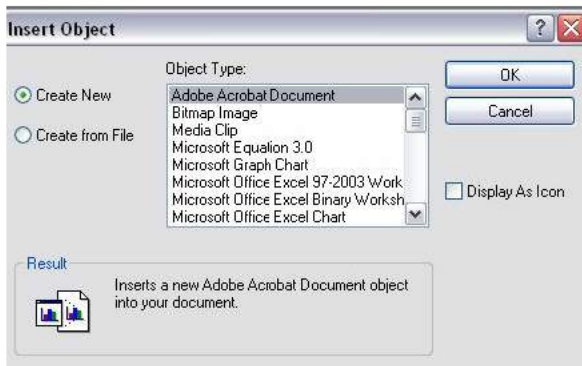 Insert Object
Object Type:
Create New
Create from File
Adobe Acrobat Document
Bitmap Image
Media Clip
Microsoft Equation 3.0
Microsoft Graph Chart
Microsoft Office Excel 97-2003 Work
Microsoft Office Excel Binary Worksh
Microsoft Office Excel Chart
OK
Cancel
Display As Icon
Result
Inserts a new Adobe Acrobat Document object
into your document.